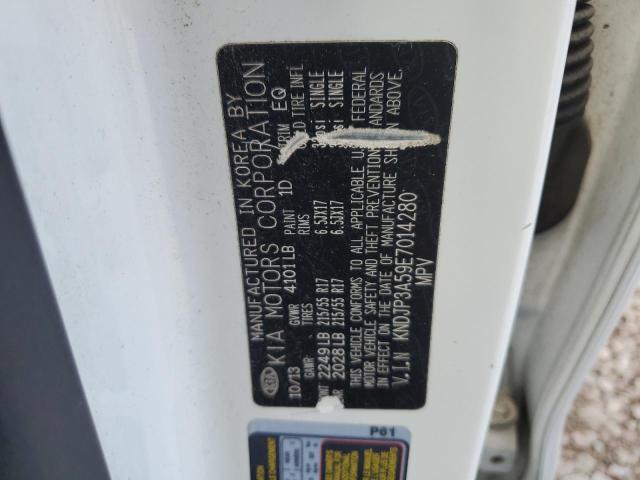 KIA
MANUFACTURED IN KOREA BY
KIA MOTORS CORPORATION
10/13 GVWR 4101LB PAINT 1D TRIM EQ
GAWR TIRES RIMS TIRE INFL
2249LB 215/55 R17 6.5JX17 SINGLE
2028LB 215/55 R17 6.5JX17 SINGLE
THIS VEHICLE CONFORMS TO ALL APPLICABLE FEDERAL
MOTOR VEHICLE SAFETY AND THEFT PREVENTION STANDARDS
IN EFFECT ON THE DATE OF MANUFACTURE SHOWN ABOVE.
V.I.N KNDJP3A59E7014280
MPV
P61